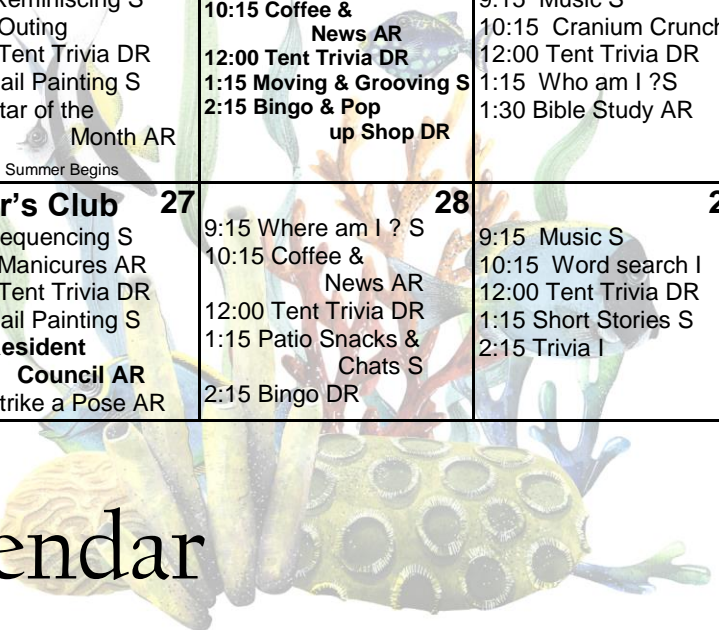 eminiscing S
Outing
Tent Trivia DR
ail Painting S
tar of the
Month AR
Summer Begins
10:15 Coffee &
News AR
12:00 Tent Trivia DR
1:15 Moving & Grooving S
2:15 Bingo & Pop
up Shop DR
9:15 Music S
10:15 Cranium Crunch
12:00 Tent Trivia DR
1:15 Who am I ?S
1:30 Bible Study AR
r's Club 27
equencing S
Manicures AR
Tent Trivia DR
ail Painting S
esident
Council AR
trike a Pose AR
28
9:15 Where am I ? S
10:15 Coffee &
News AR
12:00 Tent Trivia DR
1:15 Patio Snacks &
Chats S
2:15 Bingo DR
2
9:15 Music S
10:15 Word search I
12:00 Tent Trivia DR
1:15 Short Stories S
2:15 Trivia I
endar